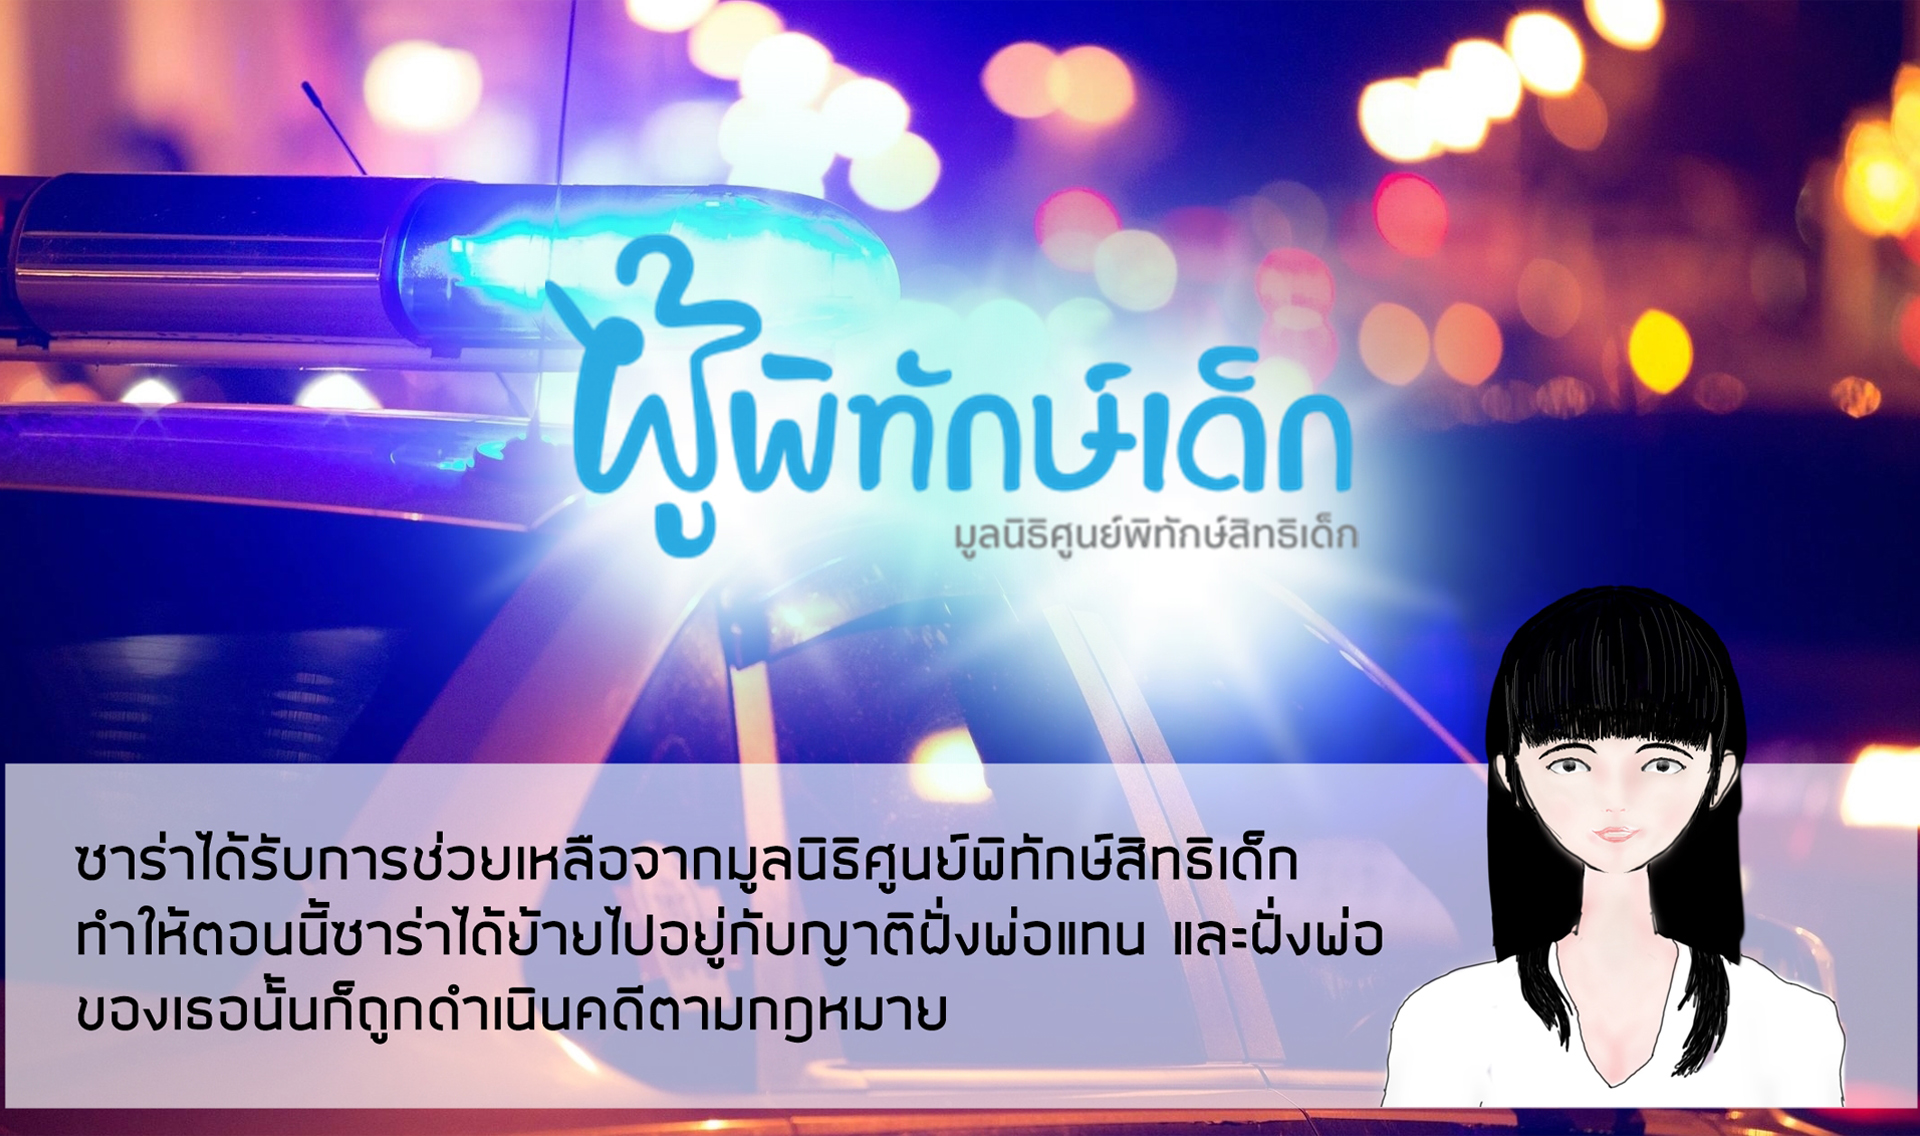 ผู้พิทักษ์เด็ก
มูลนิธิศูนย์พิทักษ์สิทธิเด็ก
ซาร่าได้รับการช่วยเหลือจากมูลนิธิศูนย์พิทักษ์สิทธิเด็ก
ทำให้ตอนนี้ซาร่าได้ย้ายไปอยู่กับญาติฝั่งพ่อแทน และฝั่งพ่อ
ของเธอนั้นก็ถูกดำเนินคดีตามกฎหมาย